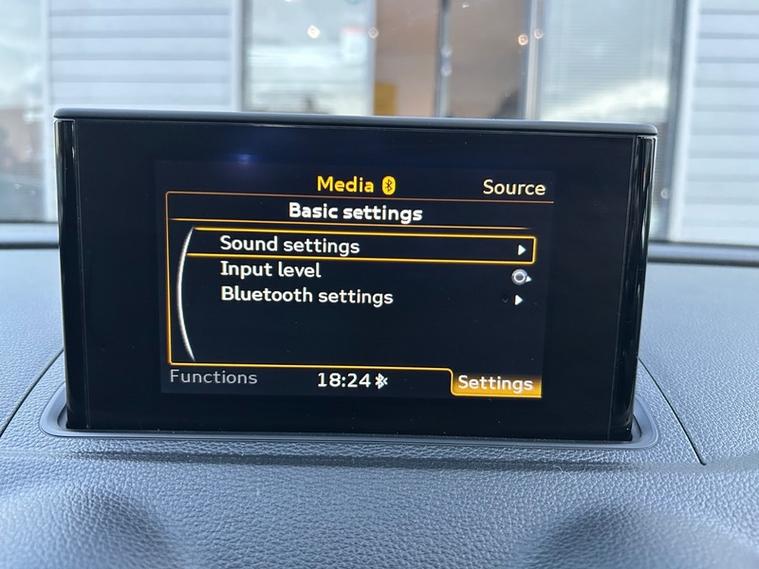 Media
Source
Basic settings
Sound settings
Input level
Bluetooth settings
Functions
18:24
Settings